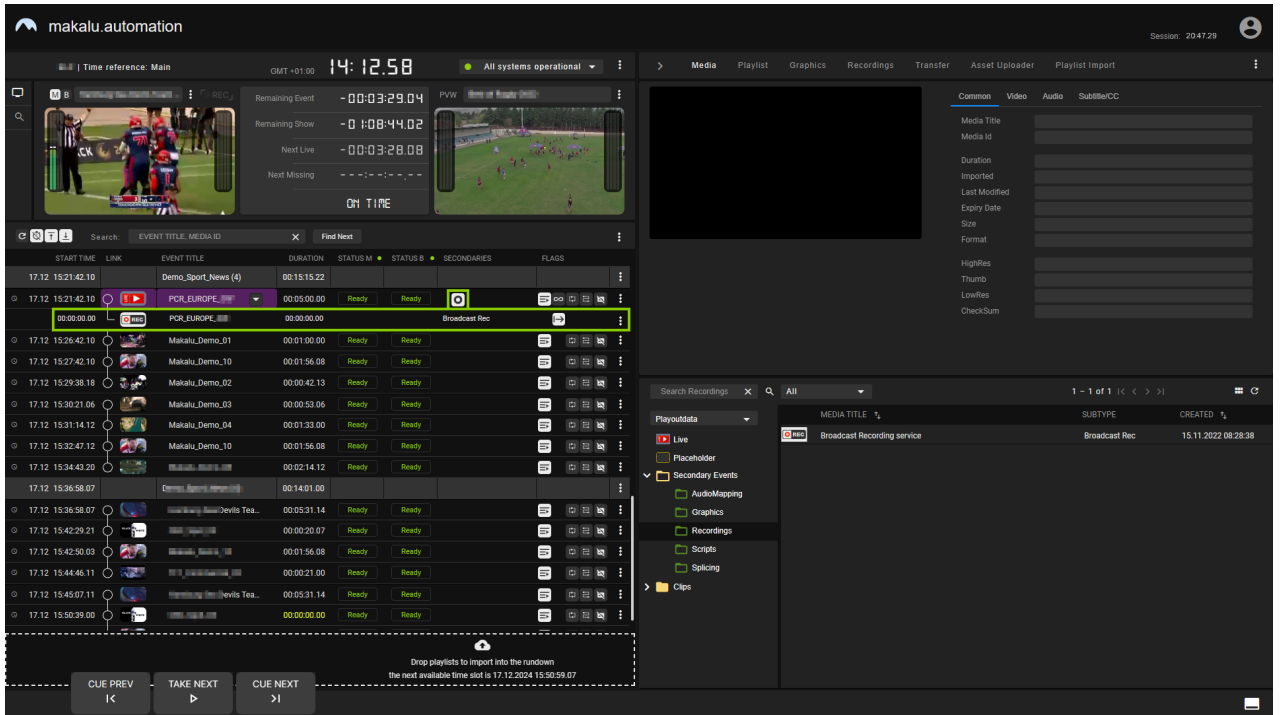 makalu.automation
Session: 20:47.29
| Time reference: Main
GMT +01:00
14:12.58
All systems operational
Media Playlist Graphics Recordings Transfer Asset Uploader Playlist Import
M B
REC
Remaining Event -00:03:29.04
PVW
Remaining Show -01:08:44.02
Next Live -00:03:28.08
Next Missing ---:--:--.--
ON TIME
Common Video Audio Subtitle/CC
Media Title
Media Id
Duration
Imported
Last Modified
Expiry Date
Size
Format
HighRes
Thumb
LowRes
CheckSum
Search: EVENT TITLE, MEDIA ID Find Next
START TIME LINK EVENT TITLE DURATION STATUS M STATUS B SECONDARIES FLAGS
17.12 15:21:42.10 Demo_Sport_News (4) 00:15:15.22
17.12 15:21:42.10 PCR_EUROPE_ 00:05:00.00 Ready Ready
00:00:00.00 REC PCR_EUROPE_ 00:00:00.00 Broadcast Rec
17.12 15:26:42.10 Makalu_Demo_01 00:01:00.00 Ready Ready
17.12 15:27:42.10 Makalu_Demo_10 00:01:56.08 Ready Ready
17.12 15:29:38.18 Makalu_Demo_02 00:00:42.13 Ready Ready
17.12 15:30:21.06 Makalu_Demo_03 00:00:53.06 Ready Ready
17.12 15:31:14.12 Makalu_Demo_04 00:01:33.00 Ready Ready
17.12 15:32:47.12 Makalu_Demo_10 00:01:56.08 Ready Ready
17.12 15:34:43.20 00:02:14.12 Ready Ready
17.12 15:36:58.07 00:14:01.00
17.12 15:36:58.07 Devils Tea... 00:05:31.14 Ready Ready
17.12 15:42:29.21 00:00:20.07 Ready Ready
17.12 15:42:50.03 00:01:56.08 Ready Ready
17.12 15:44:46.11 00:00:21.00 Ready Ready
17.12 15:45:07.11 Devils Tea... 00:05:31.14 Ready Ready
17.12 15:50:39.00 00:00:00.00 Ready Ready
Drop playlists to import into the rundown
the next available time slot is 17.12.2024 15:50:59.07
CUE PREV TAKE NEXT CUE NEXT
Search Recordings All 1 – 1 of 1
Playoutdata
MEDIA TITLE SUBTYPE CREATED
REC Broadcast Recording service Broadcast Rec 15.11.2022 08:28:38
Live
Placeholder
Secondary Events
AudioMapping
Graphics
Recordings
Scripts
Splicing
Clips